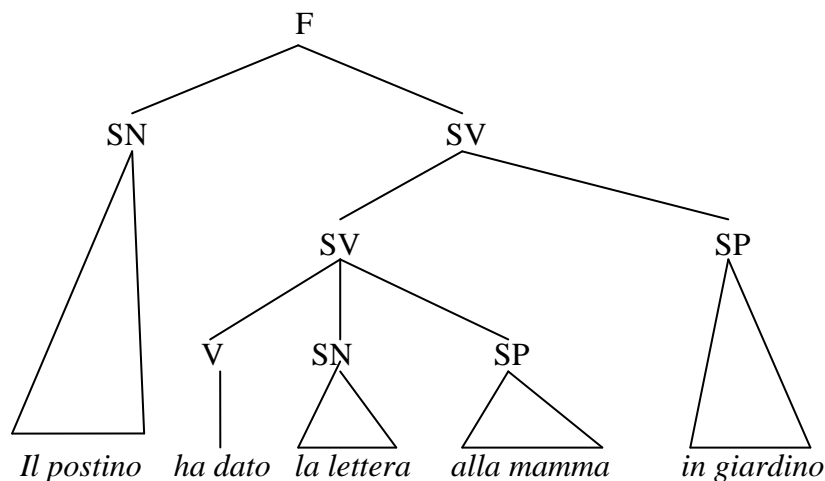 F
SN SV
SV SP
V SN SP
Il postino ha dato la lettera alla mamma in giardino